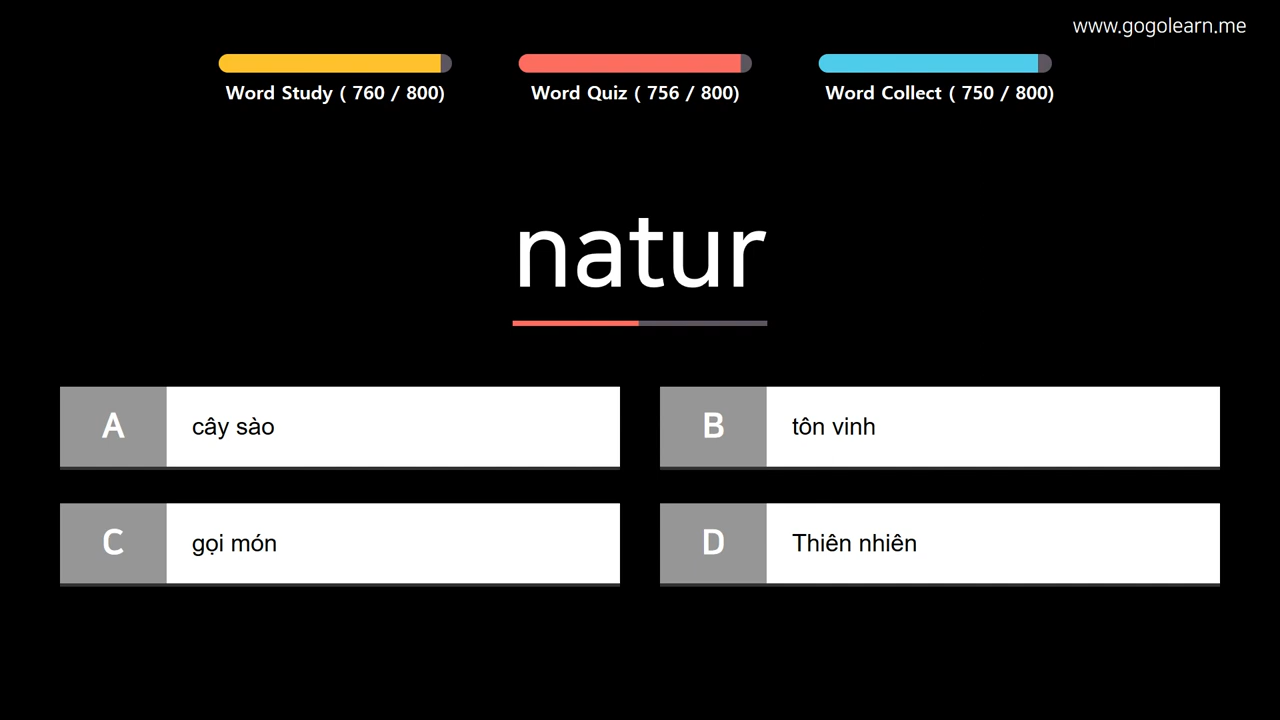 www.gogolearn.me
Word Study ( 760 / 800)
Word Quiz ( 756 / 800)
Word Collect ( 750 / 800)
natur
A
cây sào
B
tôn vinh
C
gọi món
D
Thiên nhiên